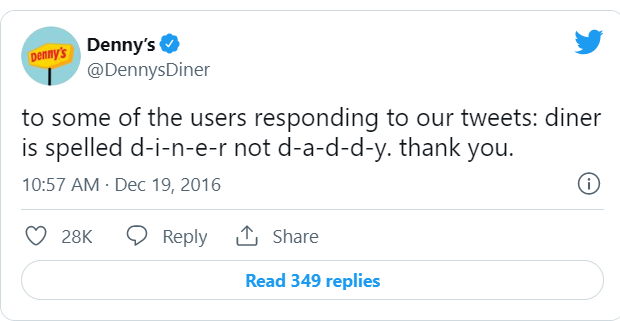 Denny's
Denny's
@DennysDiner
to some of the users responding to our tweets: diner
is spelled d-i-n-e-r not d-a-d-d-y. thank you.
10:57 AM · Dec 19, 2016
28K Reply Share
Read 349 replies